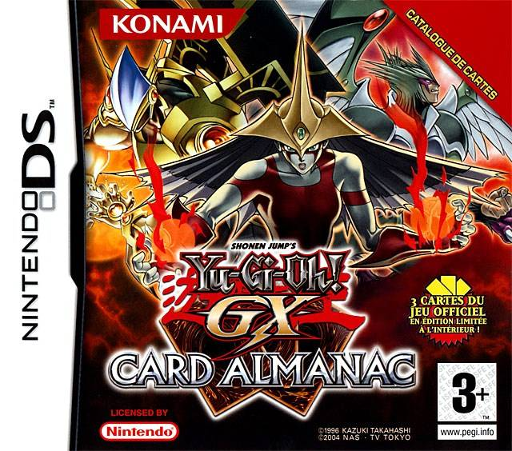 KONAMI
CATALOGUE DE CARTES
NINTENDO DS™
SHONEN JUMP'S
Yu-Gi-Oh!
GX
CARD ALMANAC
3 CARTES DU
JEU OFFICIEL
EN ÉDITION LIMITÉE
À L'INTÉRIEUR !
LICENSED BY
Nintendo
©1996 KAZUKI TAKAHASHI
©2004 NAS • TV TOKYO
3+
www.pegi.info